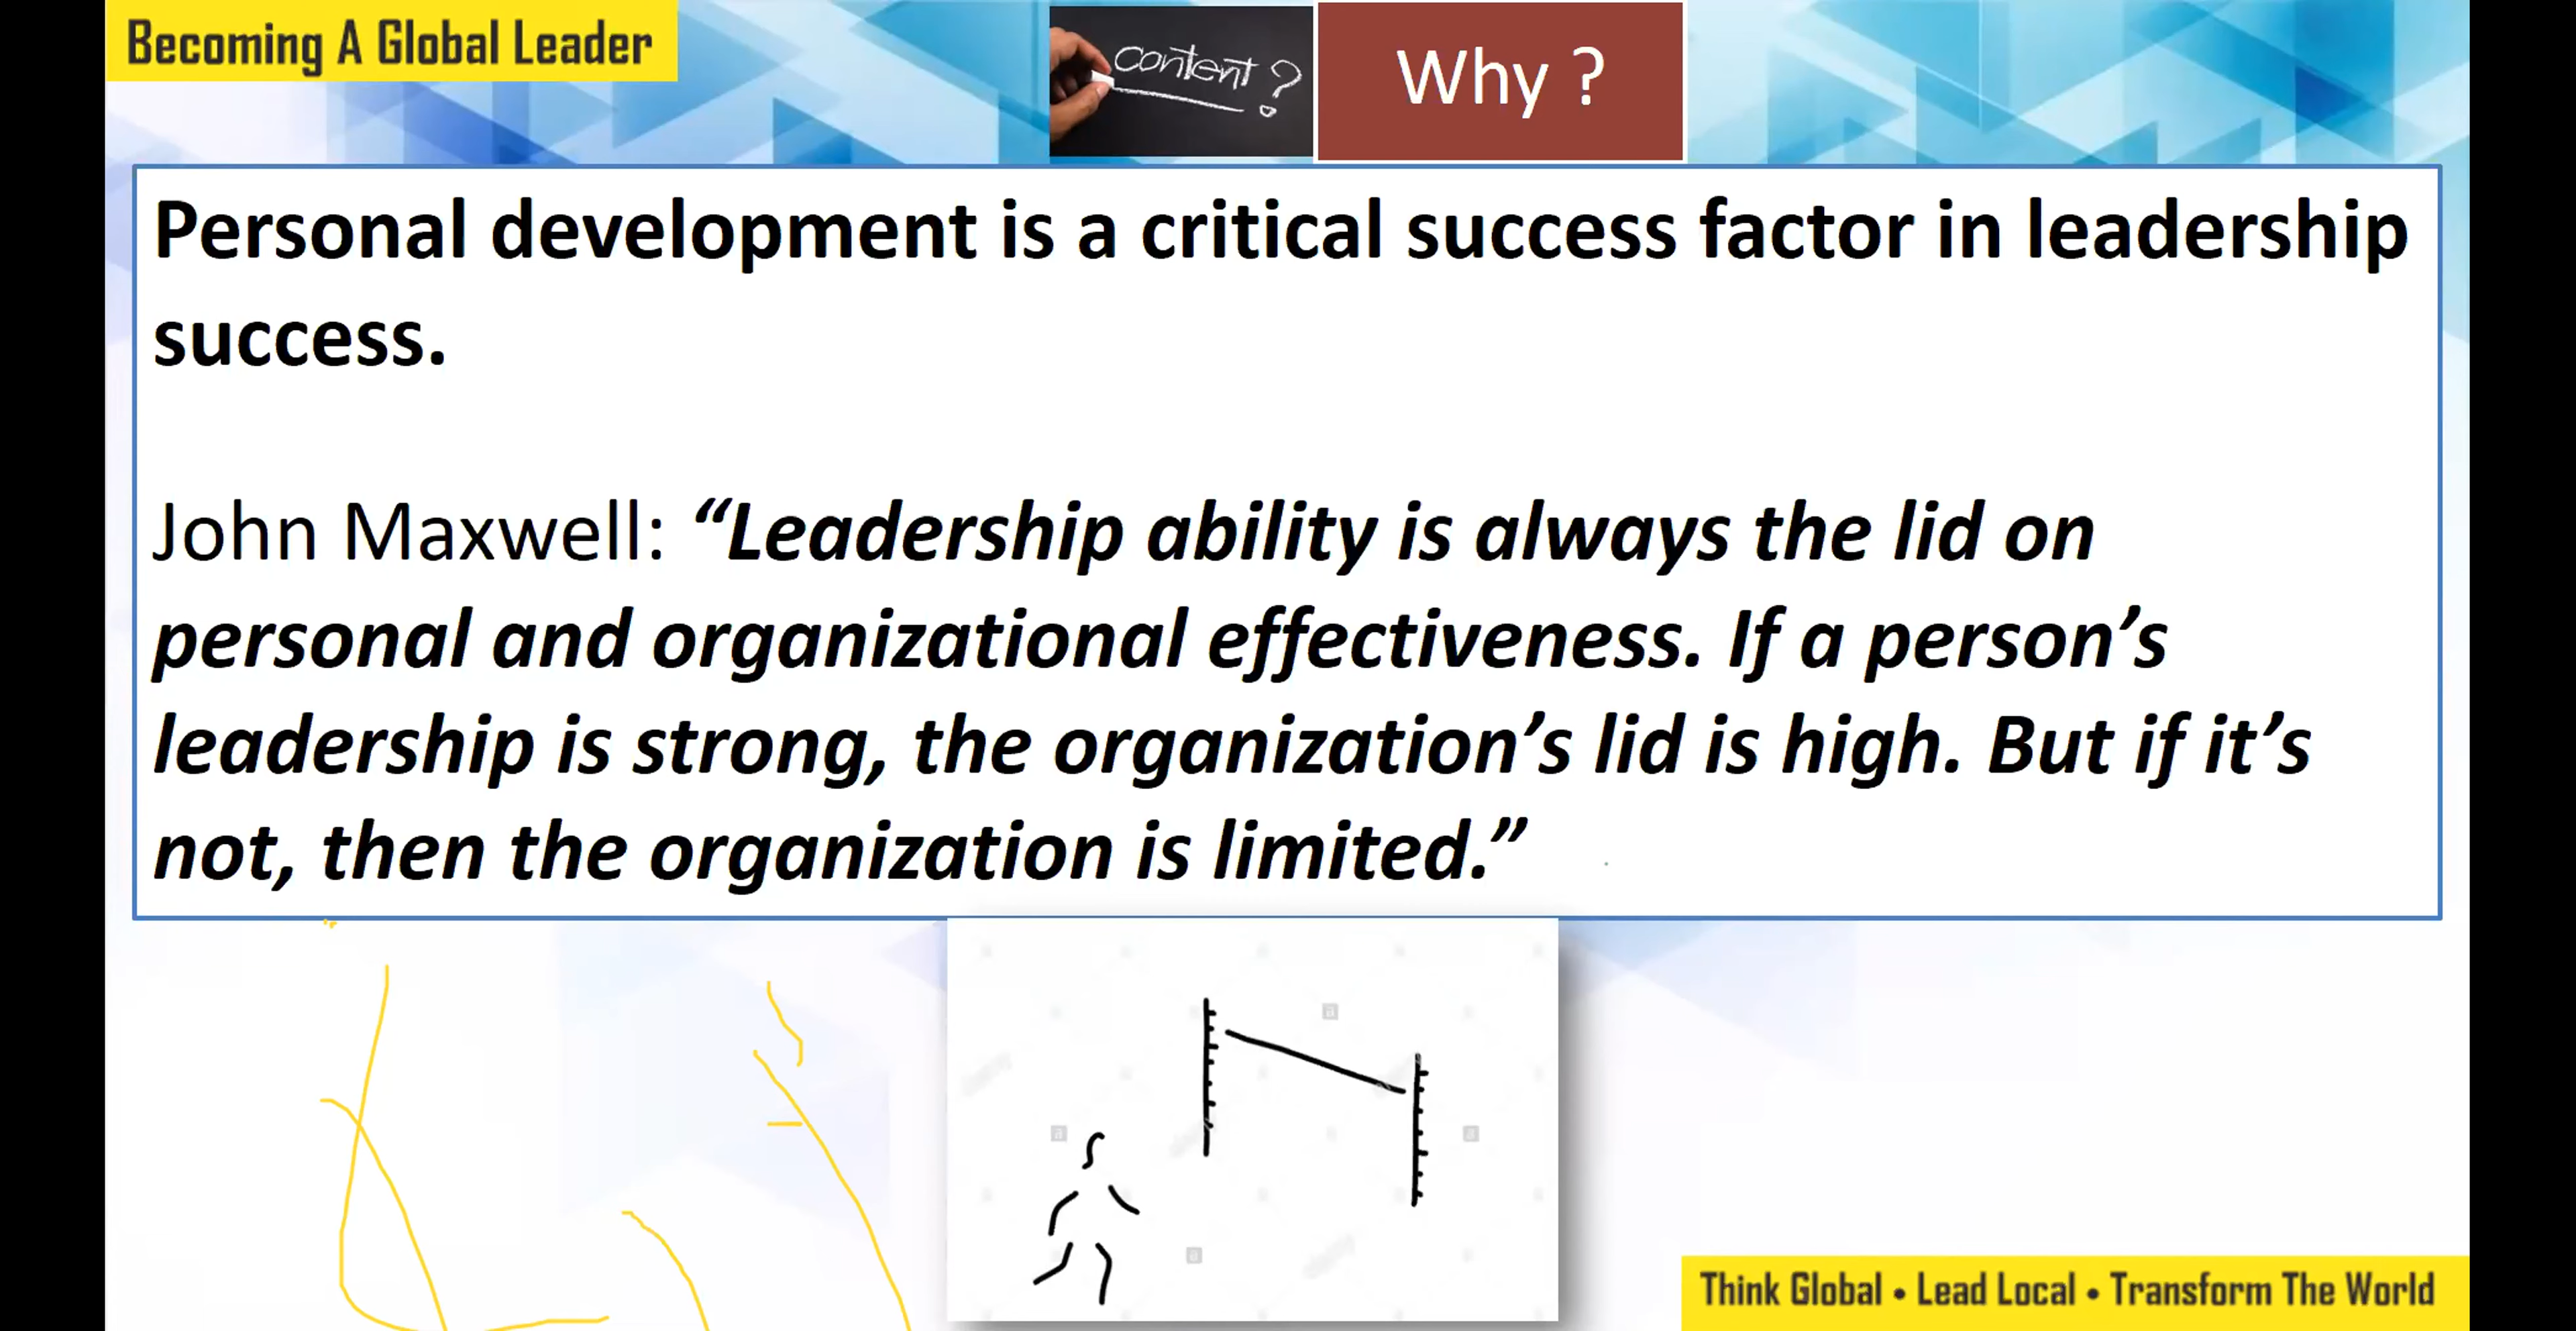 Becoming A Global Leader
content ?
Why ?
Personal development is a critical success factor in leadership
success.
John Maxwell: “Leadership ability is always the lid on
personal and organizational effectiveness. If a person’s
leadership is strong, the organization’s lid is high. But if it’s
not, then the organization is limited.”
Think Global • Lead Local • Transform The World